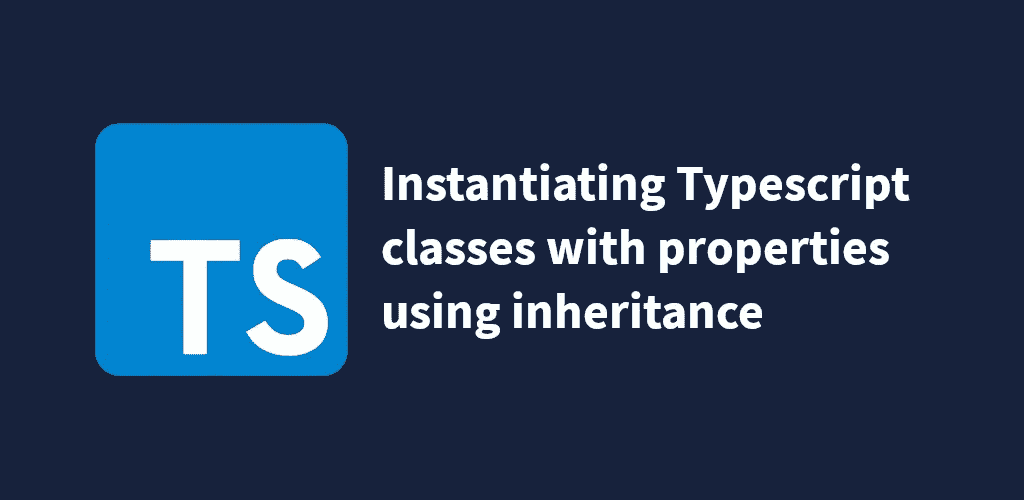 TS
Instantiating Typescript
classes with properties
using inheritance